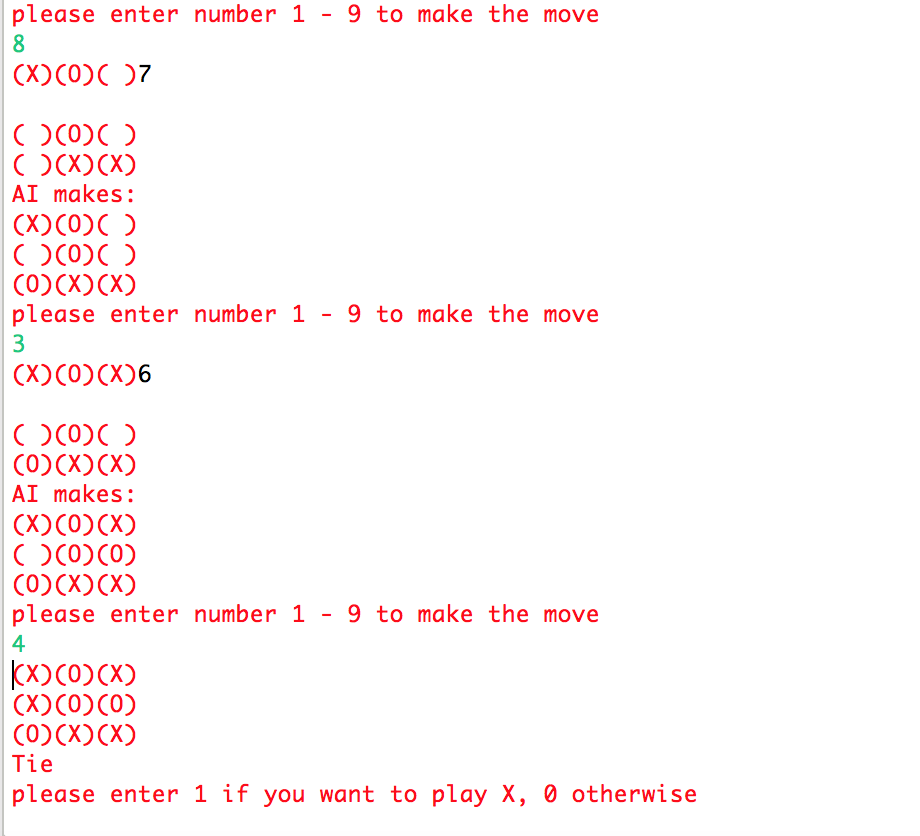 please enter number 1 - 9 to make the move
8
(X)(O)( )7
( )(O)( )
( )(X)(X)
AI makes:
(X)(O)( )
( )(O)( )
(O)(X)(X)
please enter number 1 - 9 to make the move
3
(X)(O)(X)6
( )(O)( )
(O)(X)(X)
AI makes:
(X)(O)(X)
( )(O)(O)
(O)(X)(X)
please enter number 1 - 9 to make the move
4
(X)(O)(X)
(X)(O)(O)
(O)(X)(X)
Tie
please enter 1 if you want to play X, 0 otherwise